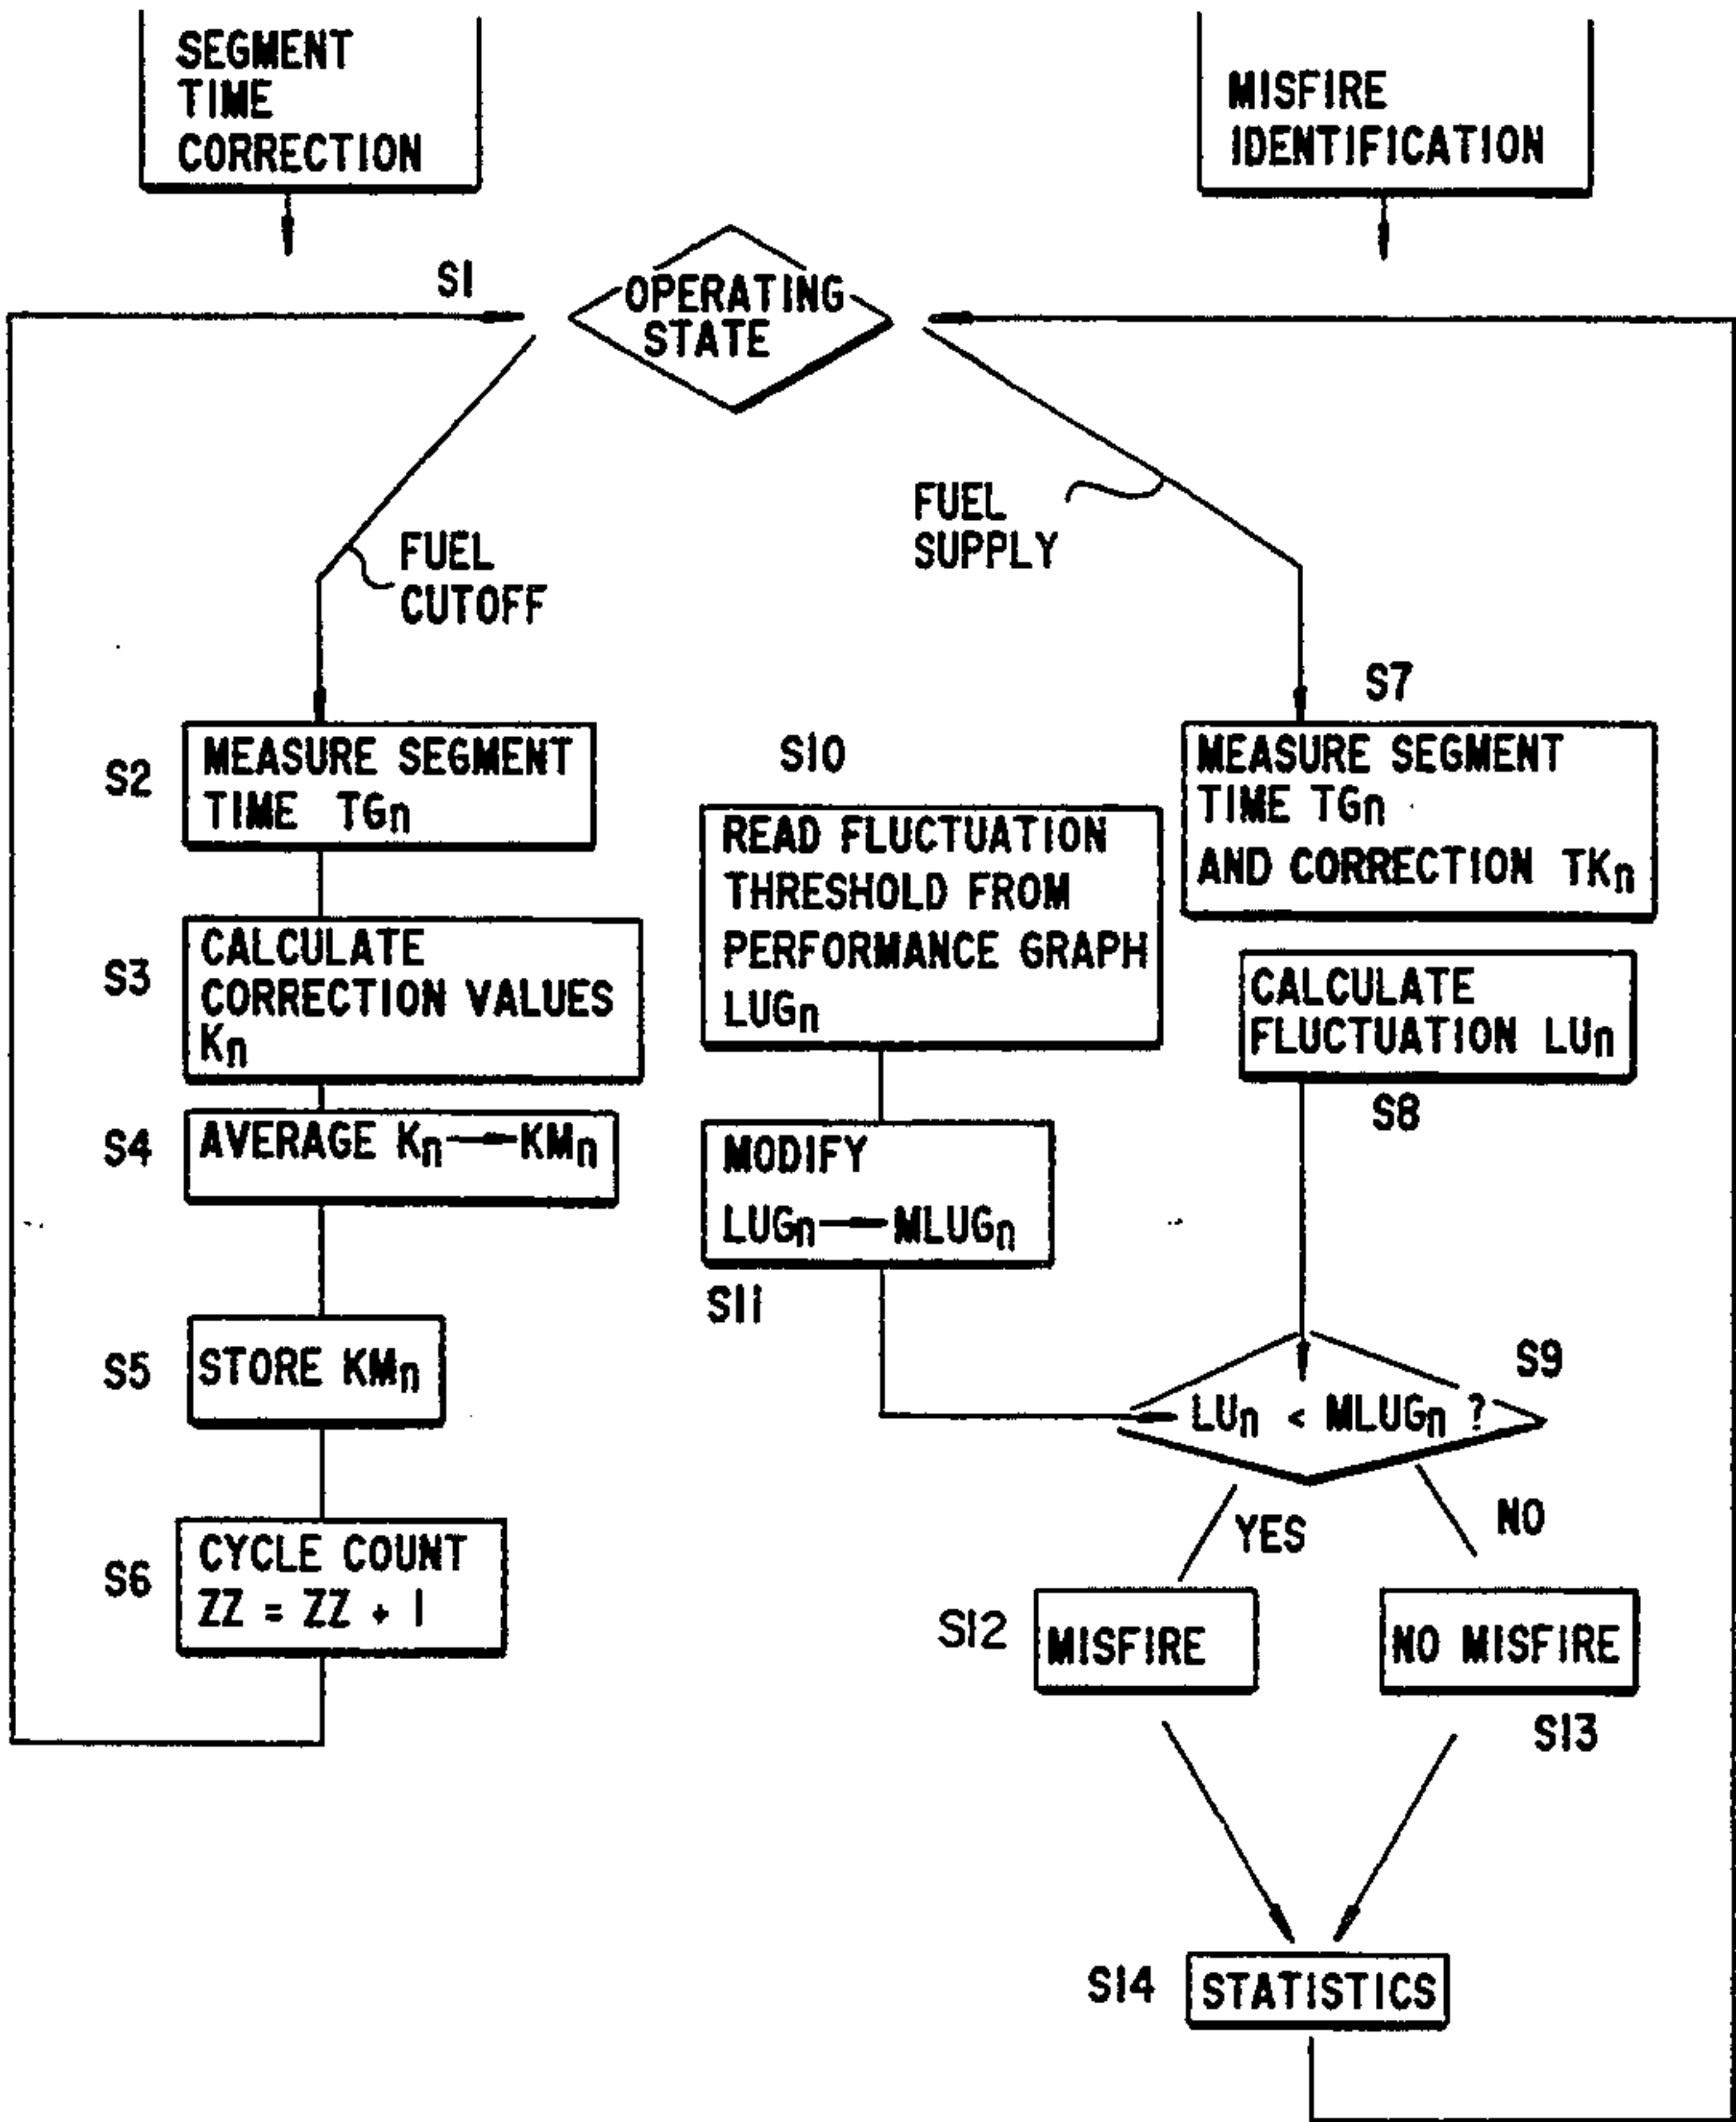 SEGMENT
TIME
CORRECTION
MISFIRE
IDENTIFICATION
S1
OPERATING
STATE
FUEL
CUTOFF
FUEL
SUPPLY
S2
MEASURE SEGMENT
TIME TGn
S3
CALCULATE
CORRECTION VALUES
Kn
S4
AVERAGE Kn → KMn
S5
STORE KMn
S6
CYCLE COUNT
ZZ = ZZ + 1
S10
READ FLUCTUATION
THRESHOLD FROM
PERFORMANCE GRAPH
LUGn
MODIFY
LUGn → MLUGn
S11
S7
MEASURE SEGMENT
TIME TGn
AND CORRECTION TKn
CALCULATE
FLUCTUATION LUn
S8
S9
LUn < MLUGn ?
YES
NO
S12
MISFIRE
NO MISFIRE
S13
S14
STATISTICS